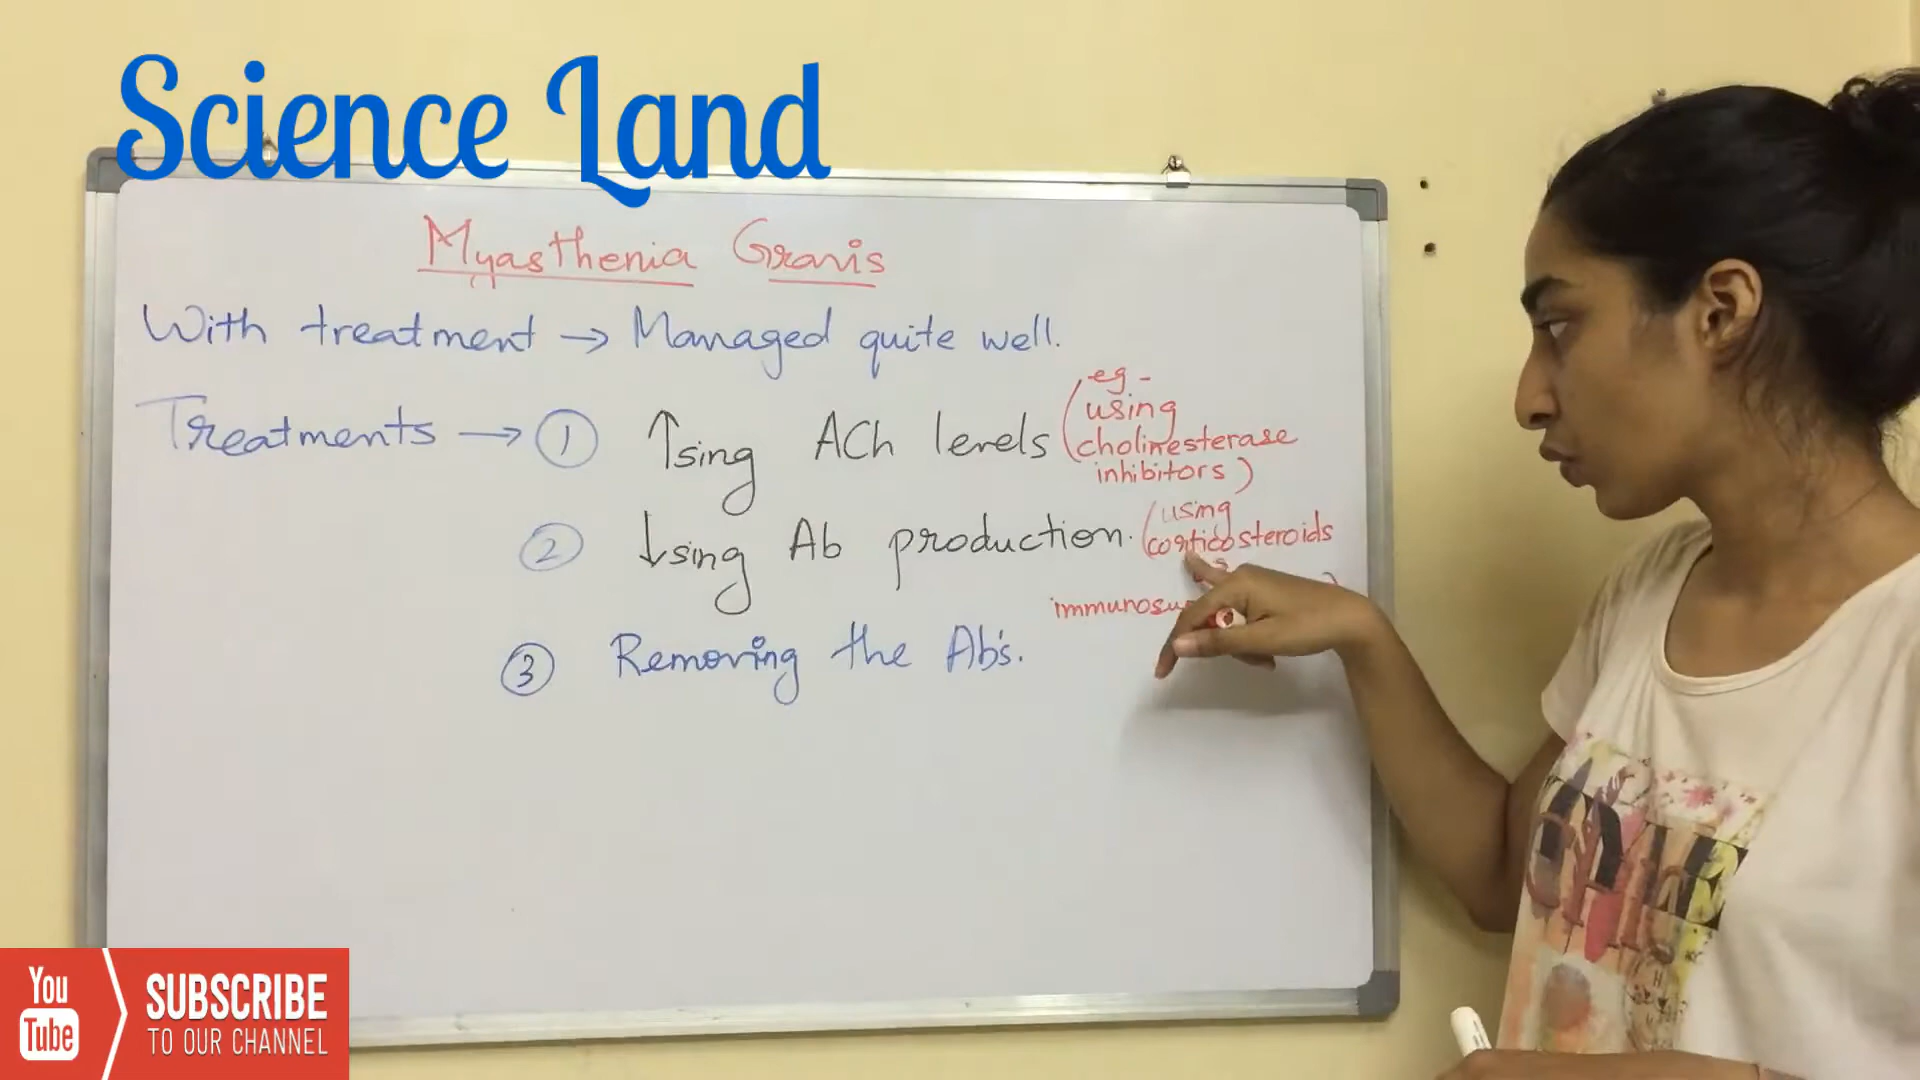 Science Land
Myasthenia Gravis
With treatment → Managed quite well.
Treatments → ① ↑sing ACh levels (eg-
using
cholinesterase
inhibitors)
② ↓sing Ab production. (using
corticosteroids
③ Removing the Ab's.
You
Tube
SUBSCRIBE
TO OUR CHANNEL